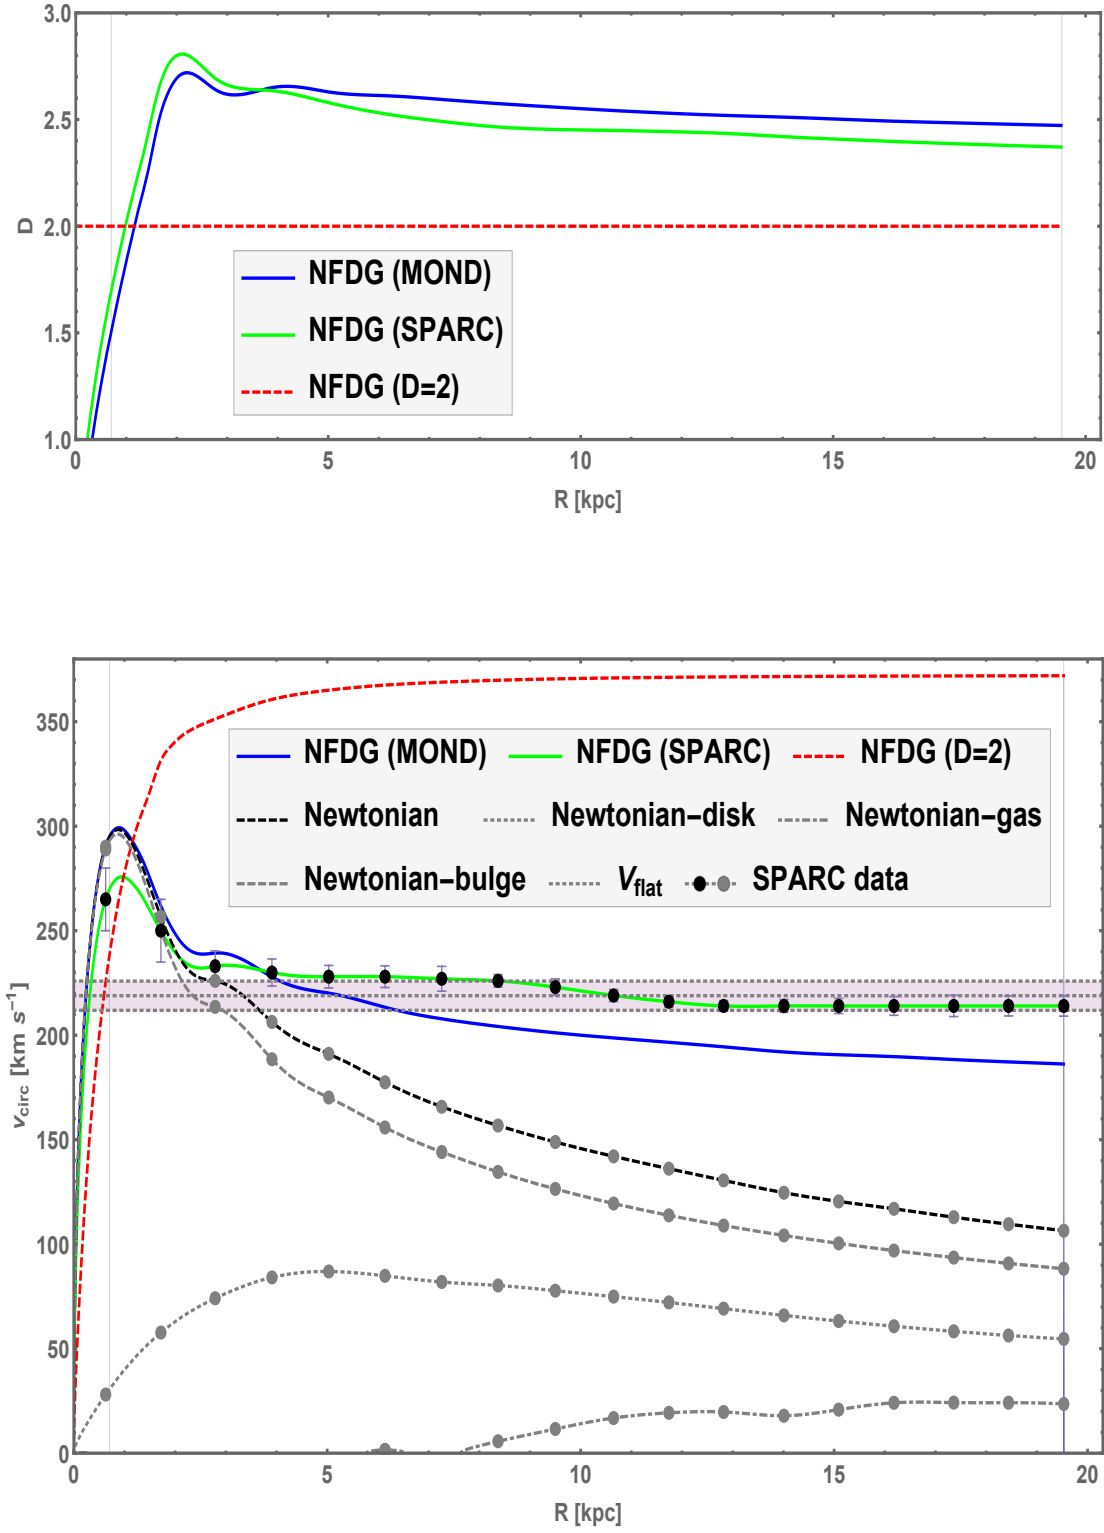 3.0
2.5
2.0
1.5
1.0
D
NFDG (MOND)
NFDG (SPARC)
NFDG (D=2)
0 5 10 15 20
R [kpc]
350
300
250
200
150
100
50
0
v_circ [km s⁻¹]
NFDG (MOND) NFDG (SPARC) NFDG (D=2)
Newtonian Newtonian-disk Newtonian-gas
Newtonian-bulge V_flat SPARC data
0 5 10 15 20
R [kpc]